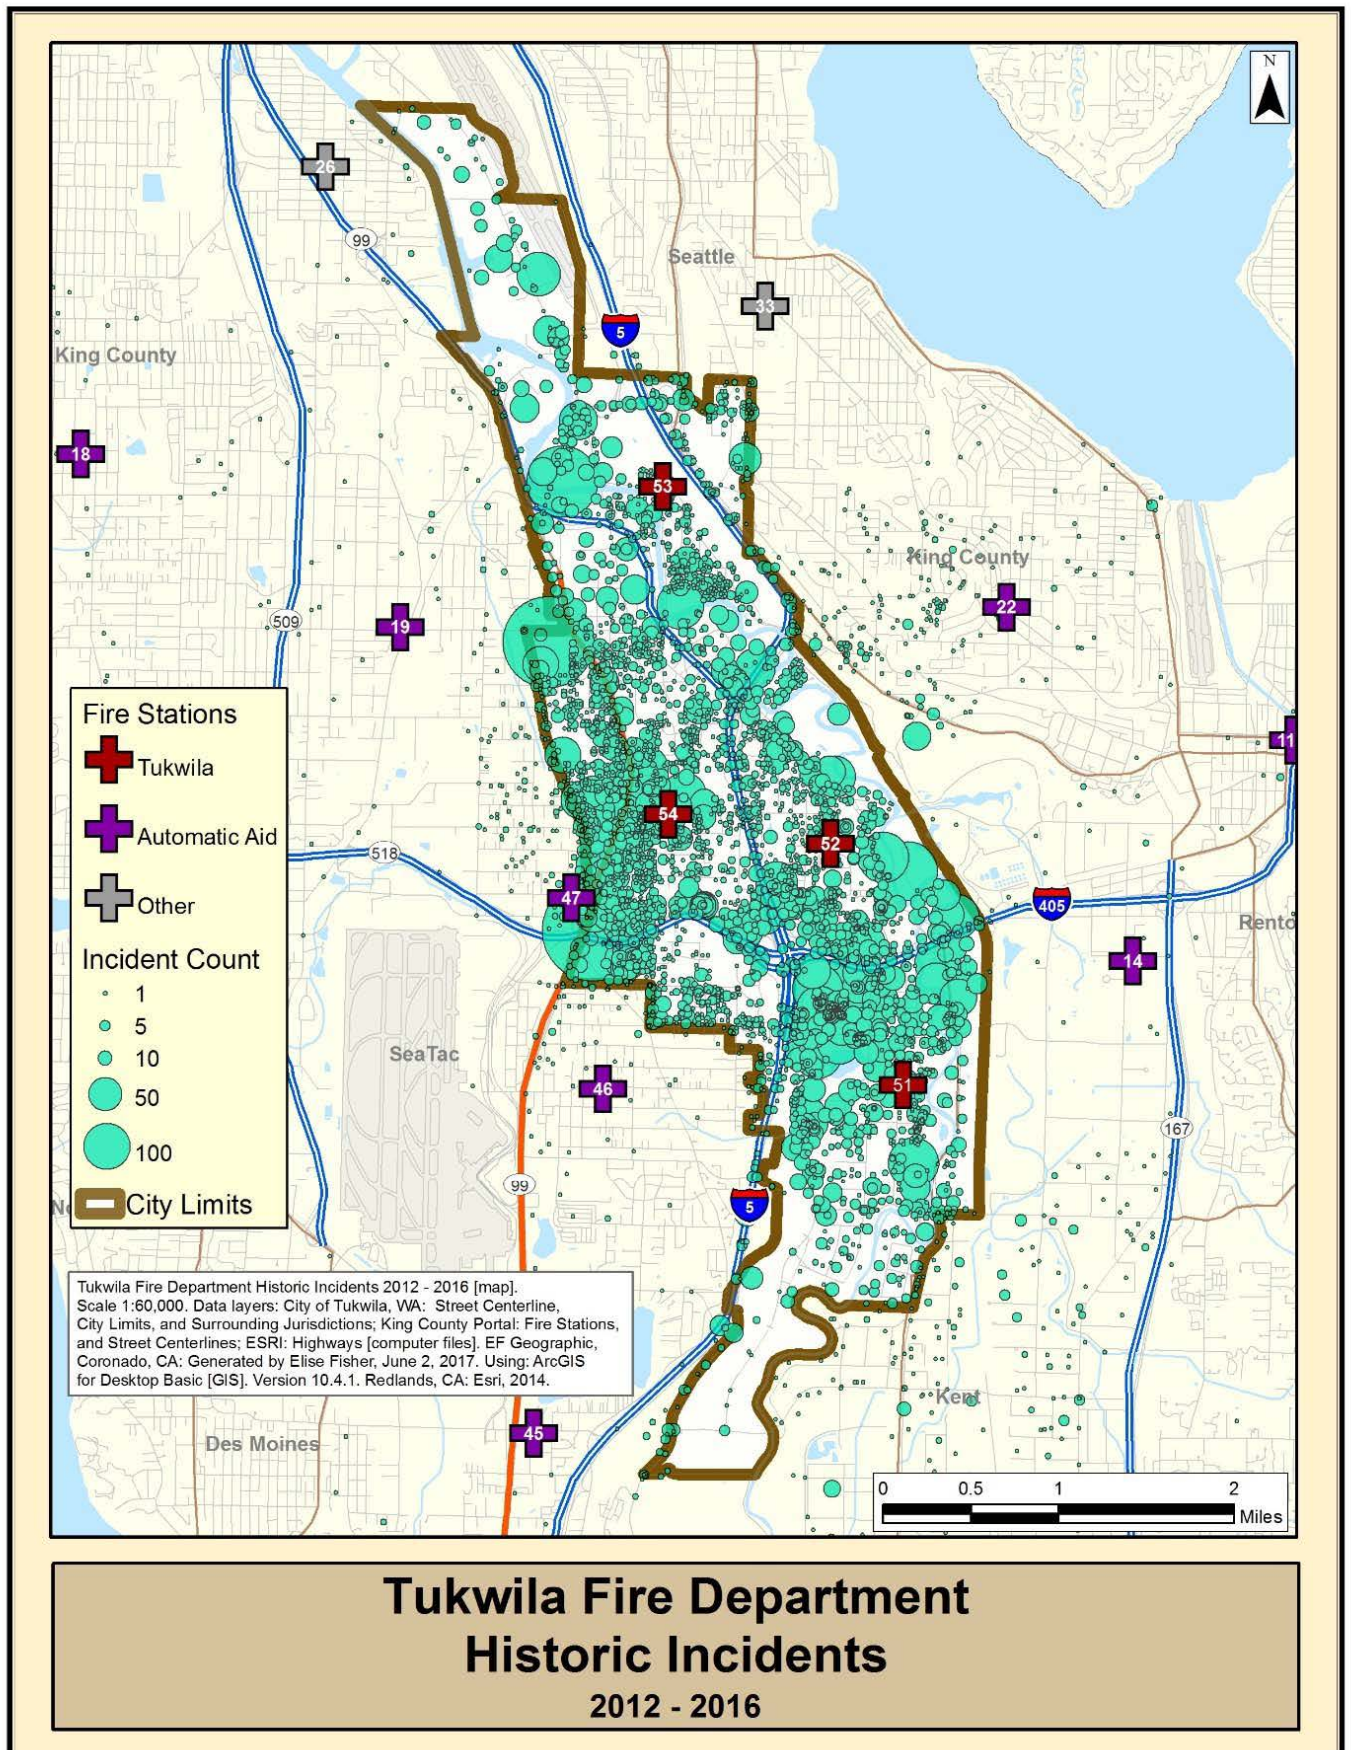 N
26
99
Seattle
33
5
King County
18
53
King County
22
19
509
Fire Stations
Tukwila
Automatic Aid
Other
Incident Count
1
5
10
50
100
City Limits
11
54
52
518
47
405
Rento
14
SeaTac
46
51
167
99
5
Tukwila Fire Department Historic Incidents 2012 - 2016 [map].
Scale 1:60,000. Data layers: City of Tukwila, WA: Street Centerline,
City Limits, and Surrounding Jurisdictions; King County Portal: Fire Stations,
and Street Centerlines; ESRI: Highways [computer files]. EF Geographic,
Coronado, CA: Generated by Elise Fisher, June 2, 2017. Using: ArcGIS
for Desktop Basic [GIS]. Version 10.4.1. Redlands, CA: Esri, 2014.
Kent
Des Moines
45
0 0.5 1 2
Miles
Tukwila Fire Department
Historic Incidents
2012 - 2016